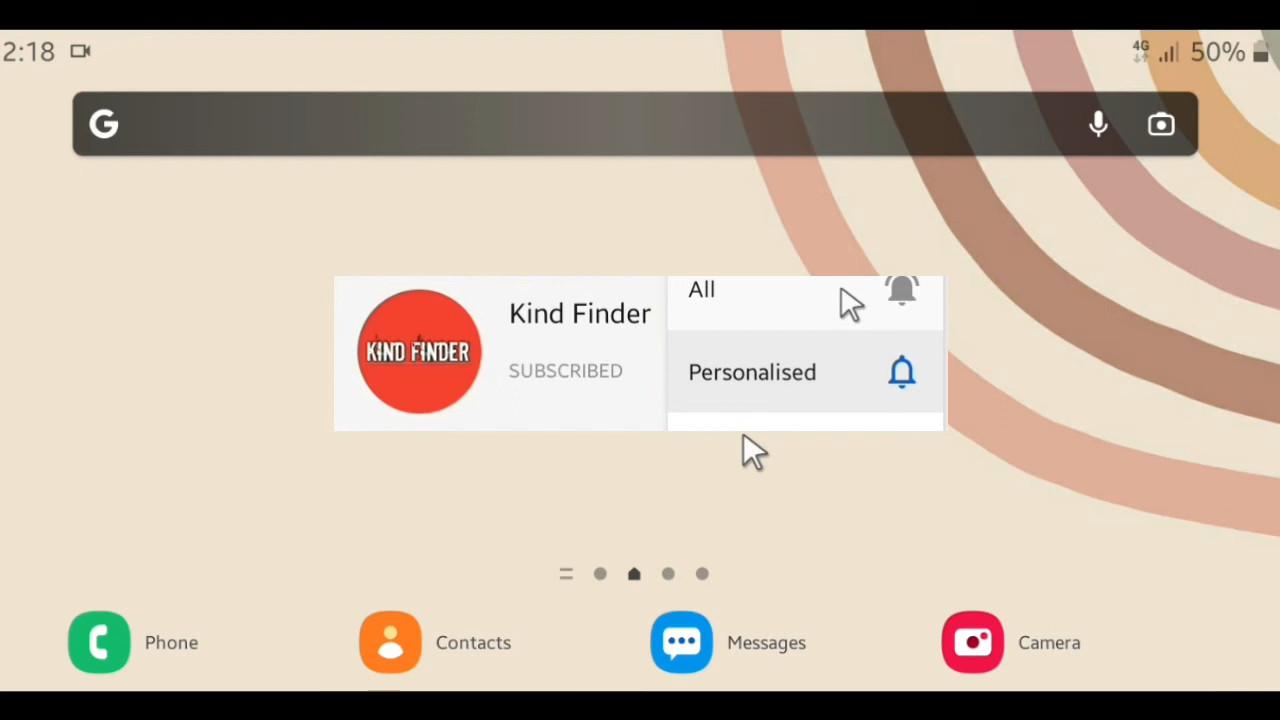 2:18
4G 50%
G
KIND FINDER
Kind Finder
SUBSCRIBED
All
Personalised
Phone
Contacts
Messages
Camera